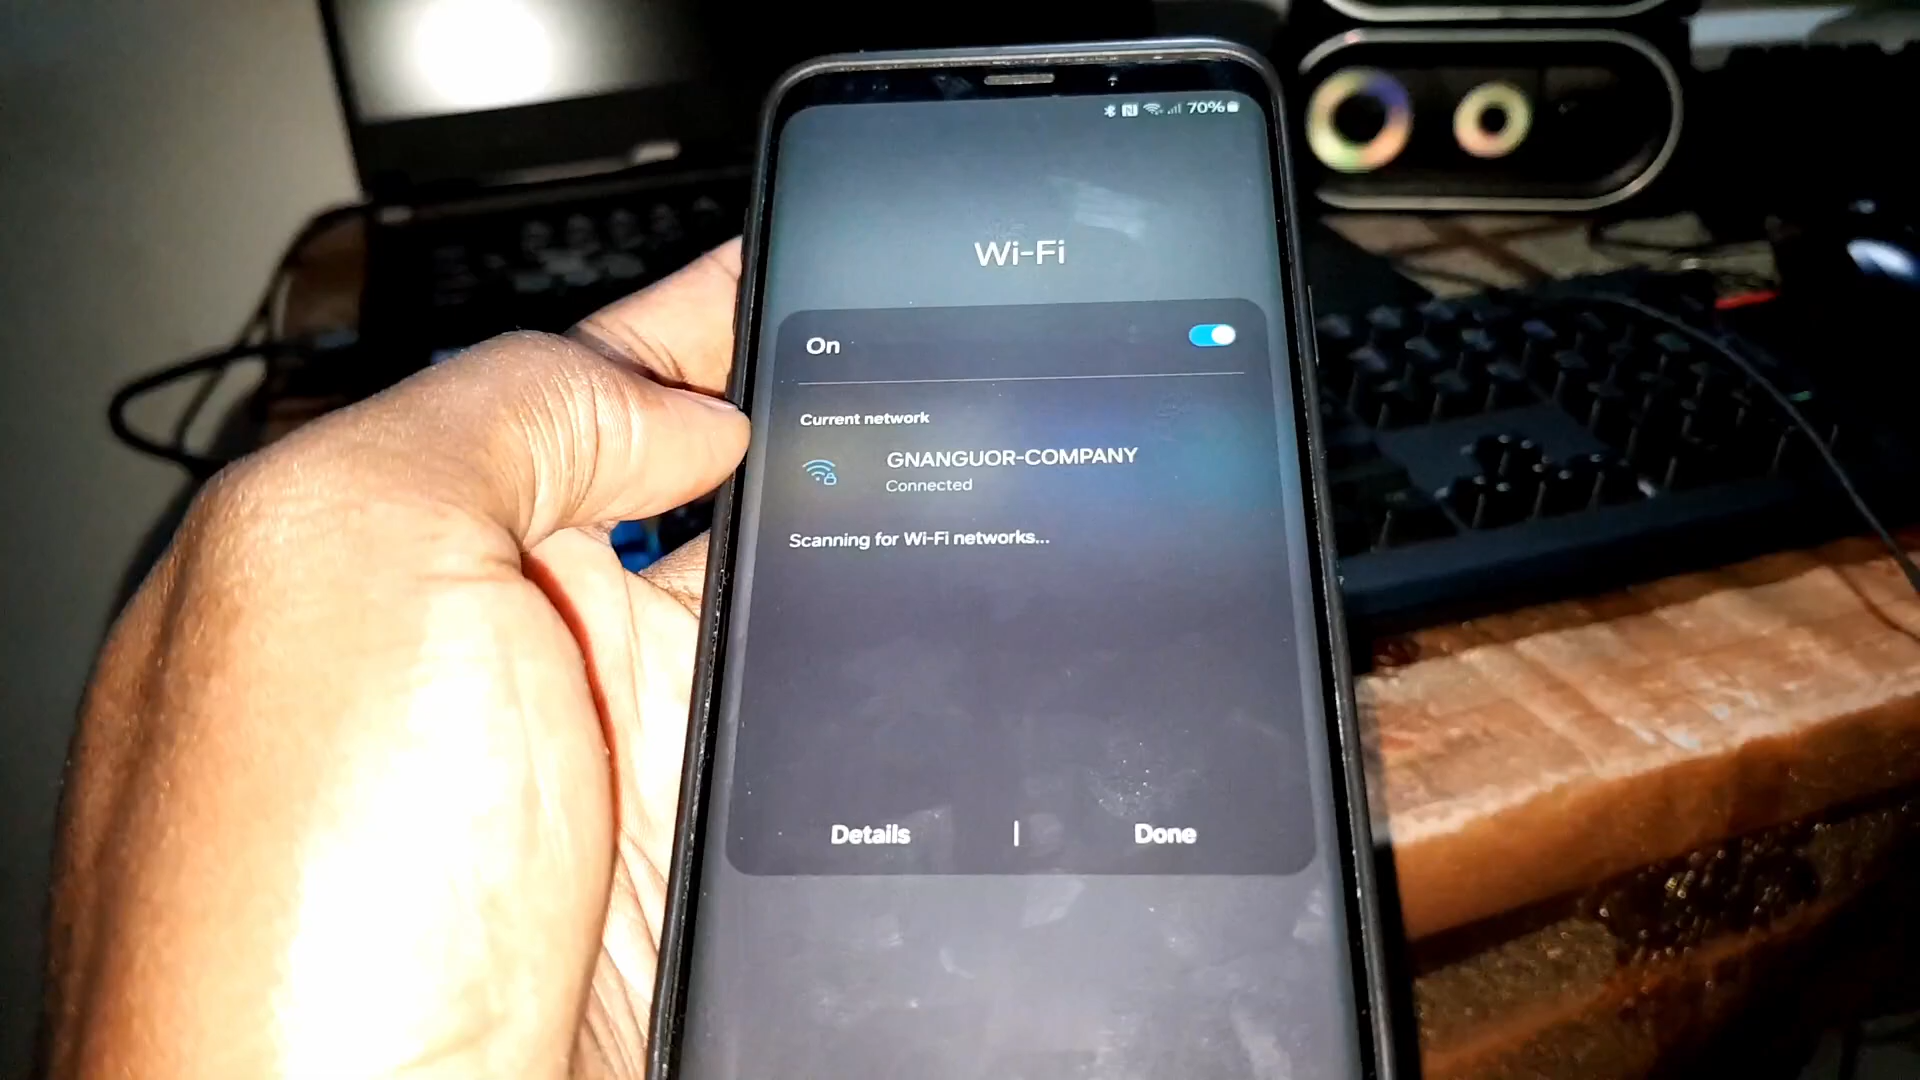 70%
Wi-Fi
On
Current network
GNANGUOR-COMPANY
Connected
Scanning for Wi-Fi networks...
Details | Done